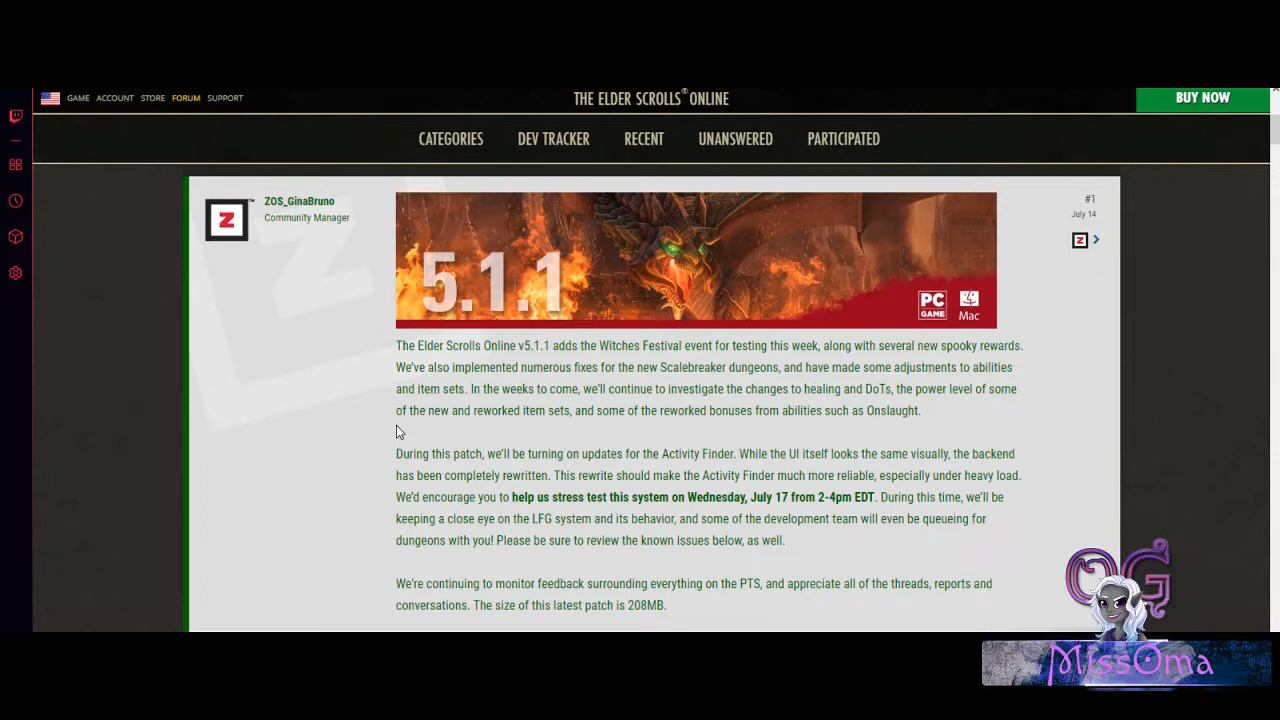 GAME ACCOUNT STORE FORUM SUPPORT
THE ELDER SCROLLS® ONLINE
BUY NOW
CATEGORIES DEV TRACKER RECENT UNANSWERED PARTICIPATED
Z™
ZOS_GinaBruno
Community Manager
#1
July 14
Z
5.1.1
PC
GAME
Mac
The Elder Scrolls Online v5.1.1 adds the Witches Festival event for testing this week, along with several new spooky rewards.
We've also implemented numerous fixes for the new Scalebreaker dungeons, and have made some adjustments to abilities
and item sets. In the weeks to come, we'll continue to investigate the changes to healing and DoTs, the power level of some
of the new and reworked item sets, and some of the reworked bonuses from abilities such as Onslaught.
During this patch, we'll be turning on updates for the Activity Finder. While the UI itself looks the same visually, the backend
has been completely rewritten. This rewrite should make the Activity Finder much more reliable, especially under heavy load.
We'd encourage you to help us stress test this system on Wednesday, July 17 from 2-4pm EDT. During this time, we'll be
keeping a close eye on the LFG system and its behavior, and some of the development team will even be queueing for
dungeons with you! Please be sure to review the known issues below, as well.
We're continuing to monitor feedback surrounding everything on the PTS, and appreciate all of the threads, reports and
conversations. The size of this latest patch is 208MB.
OG
MissOma